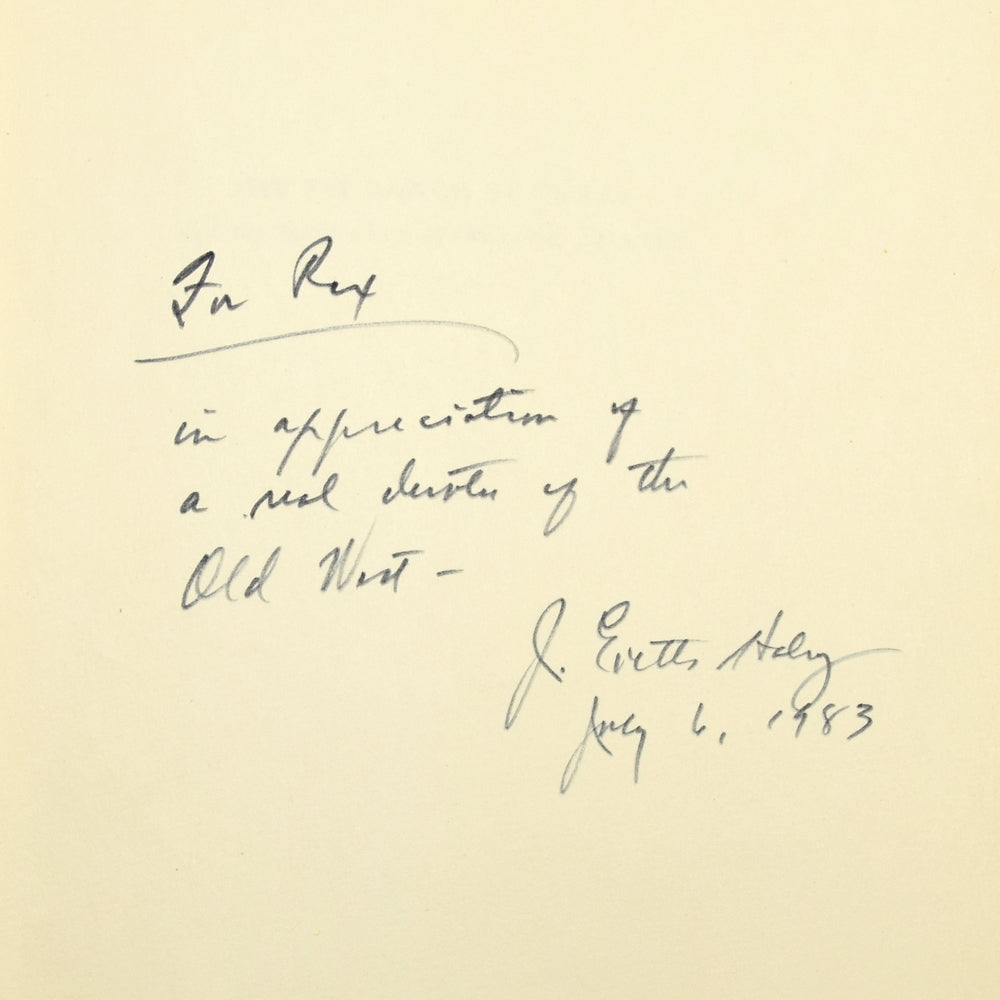 For Rex
in appreciation of
a real devotee of the
Old West –
J. Evetts Haley
July 6, 1983